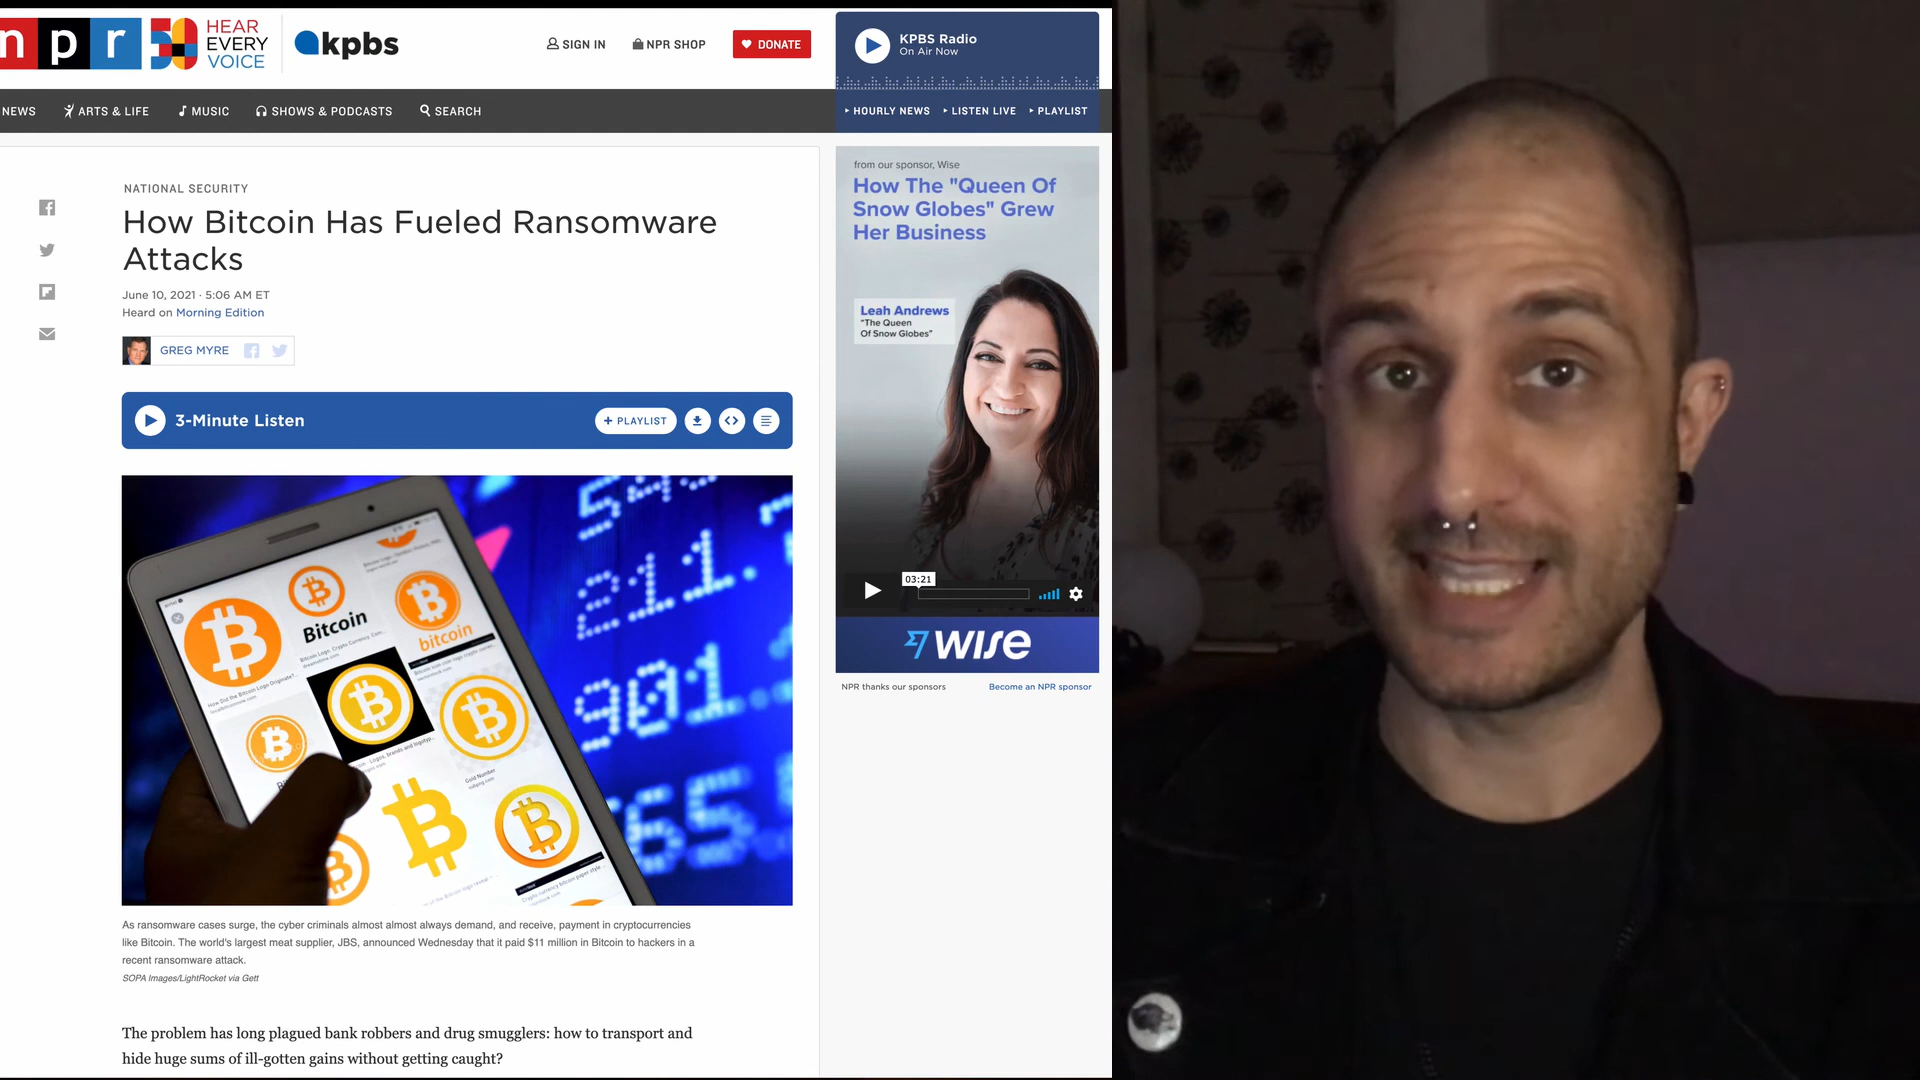 npr
HEAR
EVERY
VOICE
kpbs
SIGN IN
NPR SHOP
DONATE
KPBS Radio
On Air Now
NEWS
ARTS & LIFE
MUSIC
SHOWS & PODCASTS
SEARCH
HOURLY NEWS
LISTEN LIVE
PLAYLIST
NATIONAL SECURITY
How Bitcoin Has Fueled Ransomware
Attacks
June 10, 2021 · 5:06 AM ET
Heard on Morning Edition
GREG MYRE
3-Minute Listen
+ PLAYLIST
Bitcoin
bitcoin
Gold Number
As ransomware cases surge, the cyber criminals almost almost always demand, and receive, payment in cryptocurrencies
like Bitcoin. The world's largest meat supplier, JBS, announced Wednesday that it paid $11 million in Bitcoin to hackers in a
recent ransomware attack.
SOPA Images/LightRocket via Gett
The problem has long plagued bank robbers and drug smugglers: how to transport and
hide huge sums of ill-gotten gains without getting caught?
from our sponsor, Wise
How The "Queen Of
Snow Globes" Grew
Her Business
Leah Andrews
"The Queen
Of Snow Globes"
03:21
WISE
NPR thanks our sponsors
Become an NPR sponsor